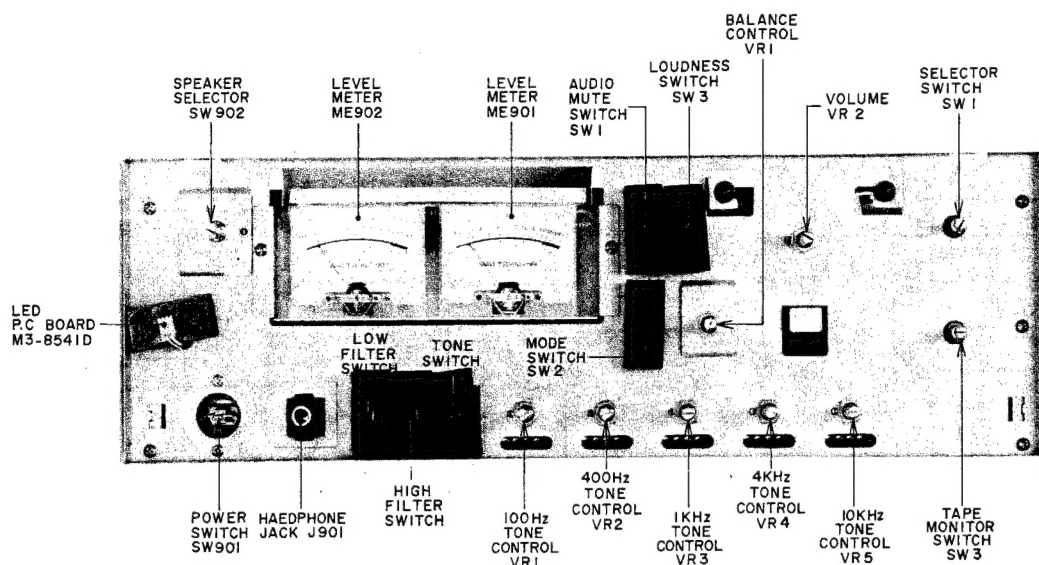 BALANCE
CONTROL
VR1
SPEAKER
SELECTOR
SW902
LEVEL
METER
ME902
LEVEL
METER
ME901
AUDIO
MUTE
SWITCH
SW1
LOUDNESS
SWITCH
SW3
VOLUME
VR2
SELECTOR
SWITCH
SW1
LED
P.C BOARD
M3-8541D
LOW
FILTER
SWITCH
TONE
SWITCH
MODE
SWITCH
SW2
POWER
SWITCH
SW901
HAEDPHONE
JACK J901
HIGH
FILTER
SWITCH
100Hz
TONE
CONTROL
VR1
400Hz
TONE
CONTROL
VR2
1KHz
TONE
CONTROL
VR3
4KHz
TONE
CONTROL
VR4
10KHz
TONE
CONTROL
VR5
TAPE
MONITOR
SWITCH
SW3